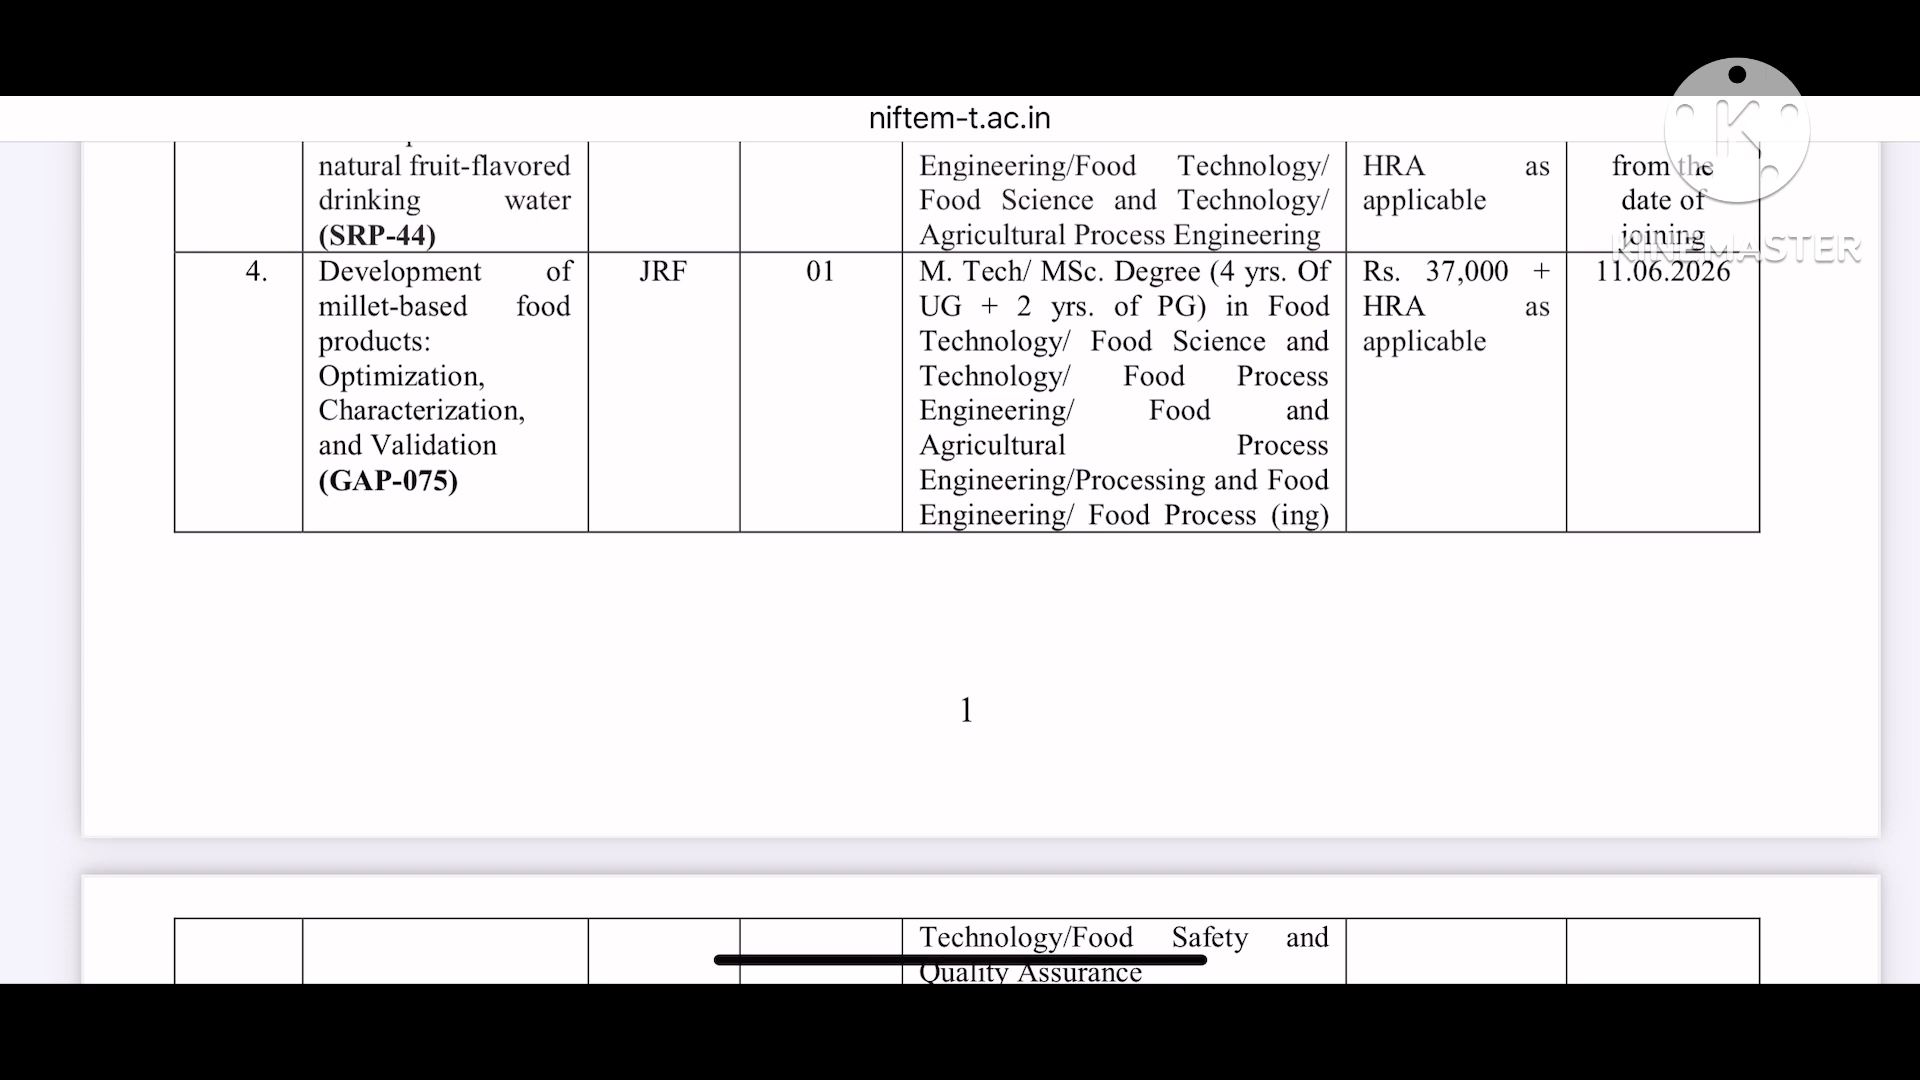 niftem-t.ac.in
natural fruit-flavored
drinking water
(SRP-44)
Engineering/Food Technology/
Food Science and Technology/
Agricultural Process Engineering
HRA as
applicable
from the
date of
joining
4.
Development of
millet-based food
products:
Optimization,
Characterization,
and Validation
(GAP-075)
JRF
01
M. Tech/ MSc. Degree (4 yrs. Of
UG + 2 yrs. of PG) in Food
Technology/ Food Science and
Technology/ Food Process
Engineering/ Food and
Agricultural Process
Engineering/Processing and Food
Engineering/ Food Process (ing)
Rs. 37,000 +
HRA as
applicable
11.06.2026
1
Technology/Food Safety and
Quality Assurance
K
KINEMASTER